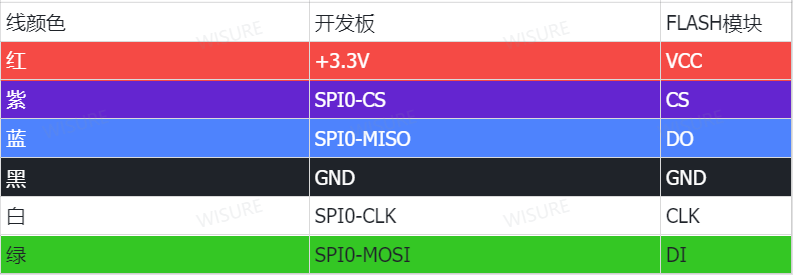 线颜色 开发板 FLASH模块
红 +3.3V VCC
紫 SPI0-CS CS
蓝 SPI0-MISO DO
黑 GND GND
白 SPI0-CLK CLK
绿 SPI0-MOSI DI
WISURE
WISURE
WISURE
WISURE